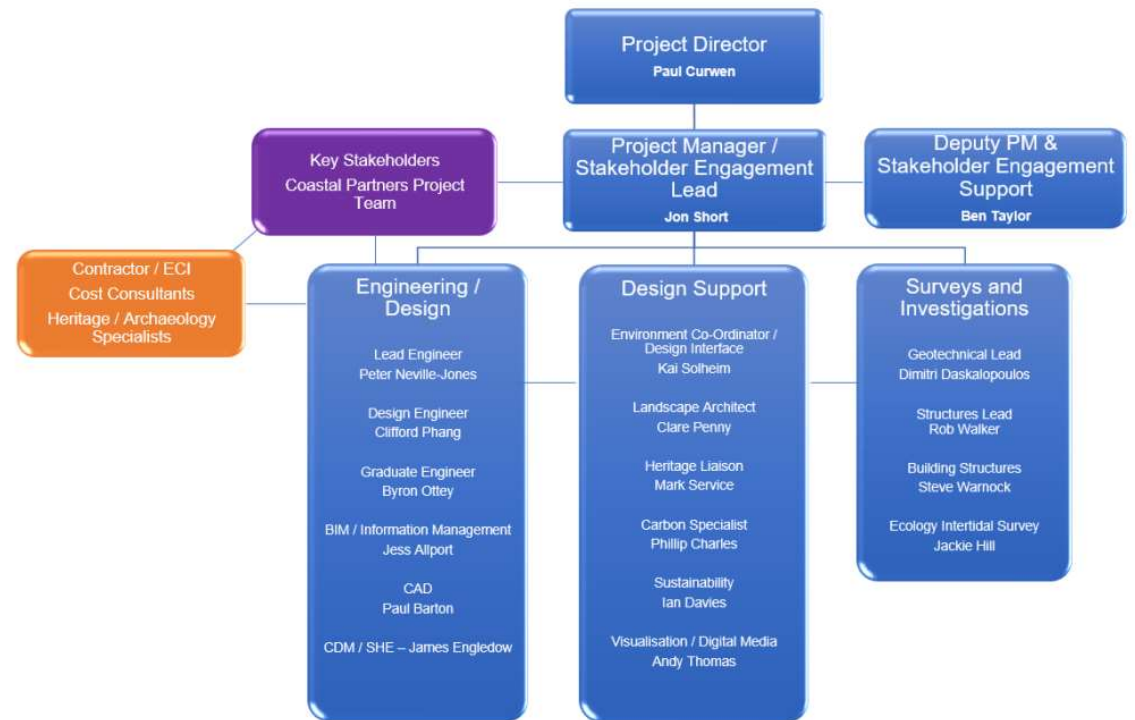 Project Director
Paul Curwen
Key Stakeholders
Coastal Partners Project
Team
Project Manager /
Stakeholder Engagement
Lead
Jon Short
Deputy PM &
Stakeholder Engagement
Support
Ben Taylor
Contractor / ECI
Cost Consultants
Heritage / Archaeology
Specialists
Engineering /
Design
Lead Engineer
Peter Neville-Jones
Design Engineer
Clifford Phang
Graduate Engineer
Byron Ottey
BIM / Information Management
Jess Allport
CAD
Paul Barton
CDM / SHE – James Engledow
Design Support
Environment Co-Ordinator /
Design Interface
Kai Solheim
Landscape Architect
Clare Penny
Heritage Liaison
Mark Service
Carbon Specialist
Phillip Charles
Sustainability
Ian Davies
Visualisation / Digital Media
Andy Thomas
Surveys and
Investigations
Geotechnical Lead
Dimitri Daskalopoulos
Structures Lead
Rob Walker
Building Structures
Steve Warnock
Ecology Intertidal Survey
Jackie Hill